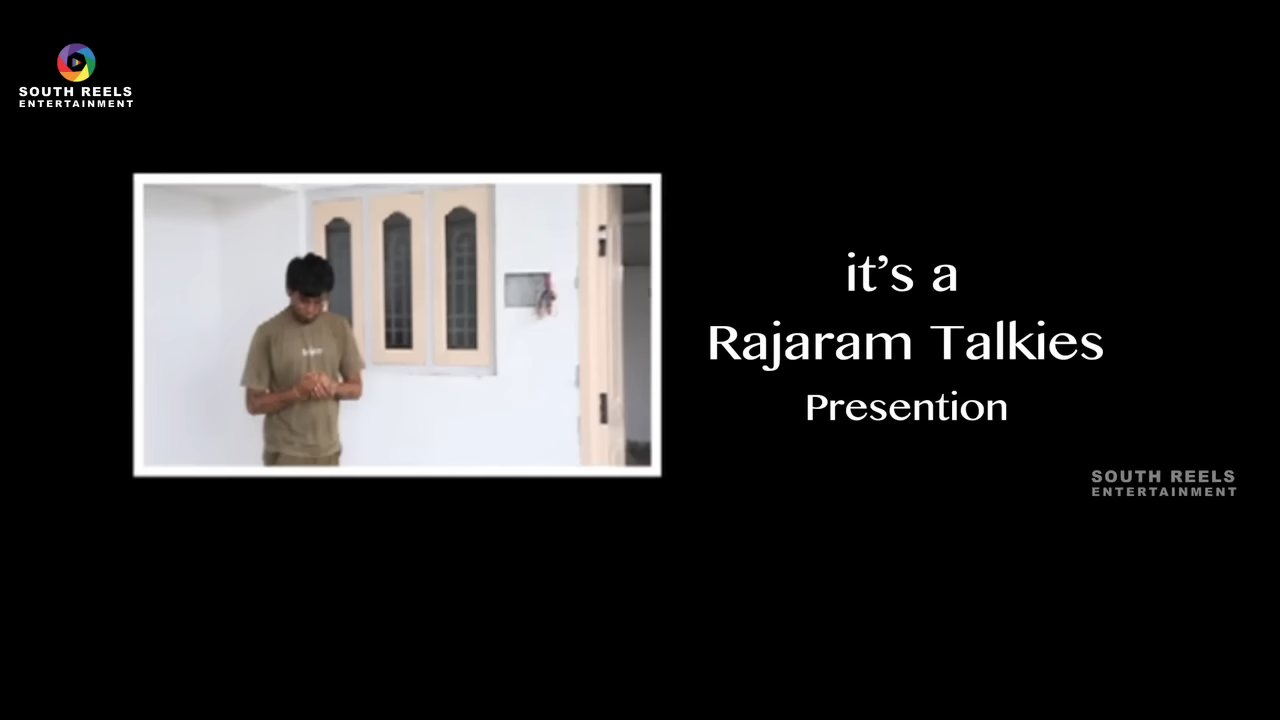 SOUTH REELS
ENTERTAINMENT
it's a
Rajaram Talkies
Presention
SOUTH REELS
ENTERTAINMENT